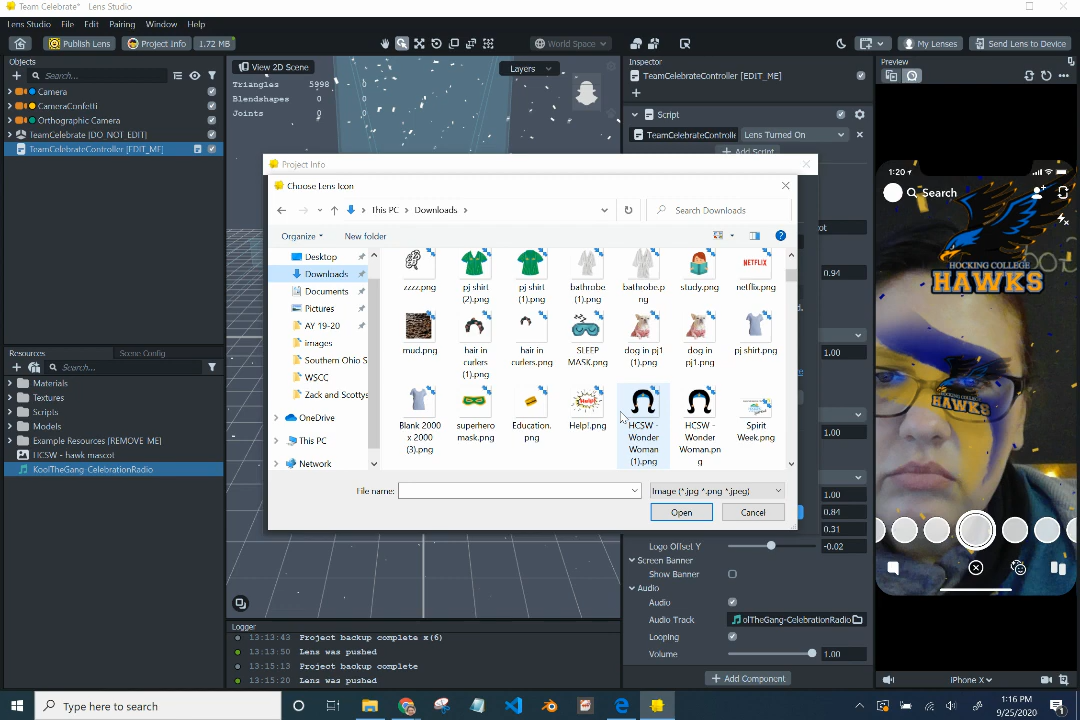 Team Celebrate* Lens Studio
Lens Studio File Edit Pairing Window Help
Publish Lens Project Info 1.72 MB World Space My Lenses Send Lens to Device
Objects
Search...
Camera
CameraConfetti
Orthographic Camera
TeamCelebrate [DO_NOT_EDIT]
TeamCelebrateController [EDIT_ME]
View 2D Scene
Layers
Triangles 5998
Blendshapes 0
Joints 0
Inspector
TeamCelebrateController [EDIT_ME]
Script
TeamCelebrateControlle Lens Turned On
Add Script
Preview
Project Info
Choose Lens Icon
This PC > Downloads >
Search Downloads
Organize New folder
Desktop
Downloads
Documents
Pictures
AY 19-20
images
Southern Ohio S
WSCC
Zack and Scottys
OneDrive
This PC
Network
zzzz.png
pj shirt (2).png
pj shirt (1).png
bathrobe (1).png
bathrobe.png
study.png
NETFLIX
netflix.png
mud.png
hair in curlers (1).png
hair in curlers.png
SLEEP MASK.png
dog in pj1 (1).png
dog in pj1.png
pj shirt.png
Blank 2000 x 2000 (3).png
superhero mask.png
Education.png
Help!.png
HCSW - Wonder Woman (1).png
HCSW - Wonder Woman.png
Spirit Week.png
File name: Image (*.jpg *.png *.jpeg)
Open Cancel
ot
0.94
1.00
1.00
1.00
0.84
0.31
Logo Offset Y -0.02
Screen Banner
Show Banner
Audio
Audio
Audio Track olTheGang-CelebrationRadio
Looping
Volume 1.00
Add Component
Resources Scene Config
Search...
Materials
Textures
Scripts
Models
Example Resources [REMOVE ME]
HCSW - hawk mascot
KoolTheGang-CelebrationRadio
Logger
13:13:43 Project backup complete x(6)
13:13:50 Lens was pushed
13:15:13 Project backup complete
13:15:20 Lens was pushed
1:20
Search
HOCKING COLLEGE
HAWKS
HAWKS
iPhone X
Type here to search
1:16 PM
9/25/2020